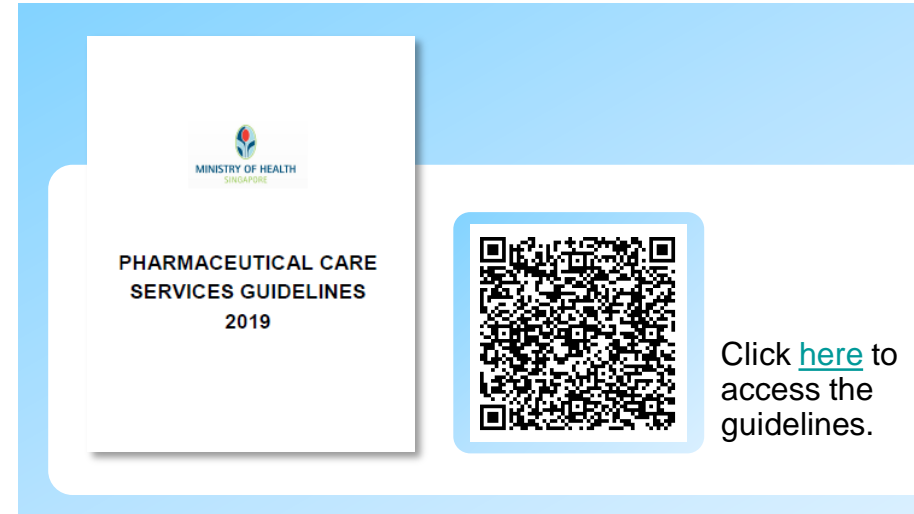 MINISTRY OF HEALTH
SINGAPORE
PHARMACEUTICAL CARE
SERVICES GUIDELINES
2019
Click here to
access the
guidelines.